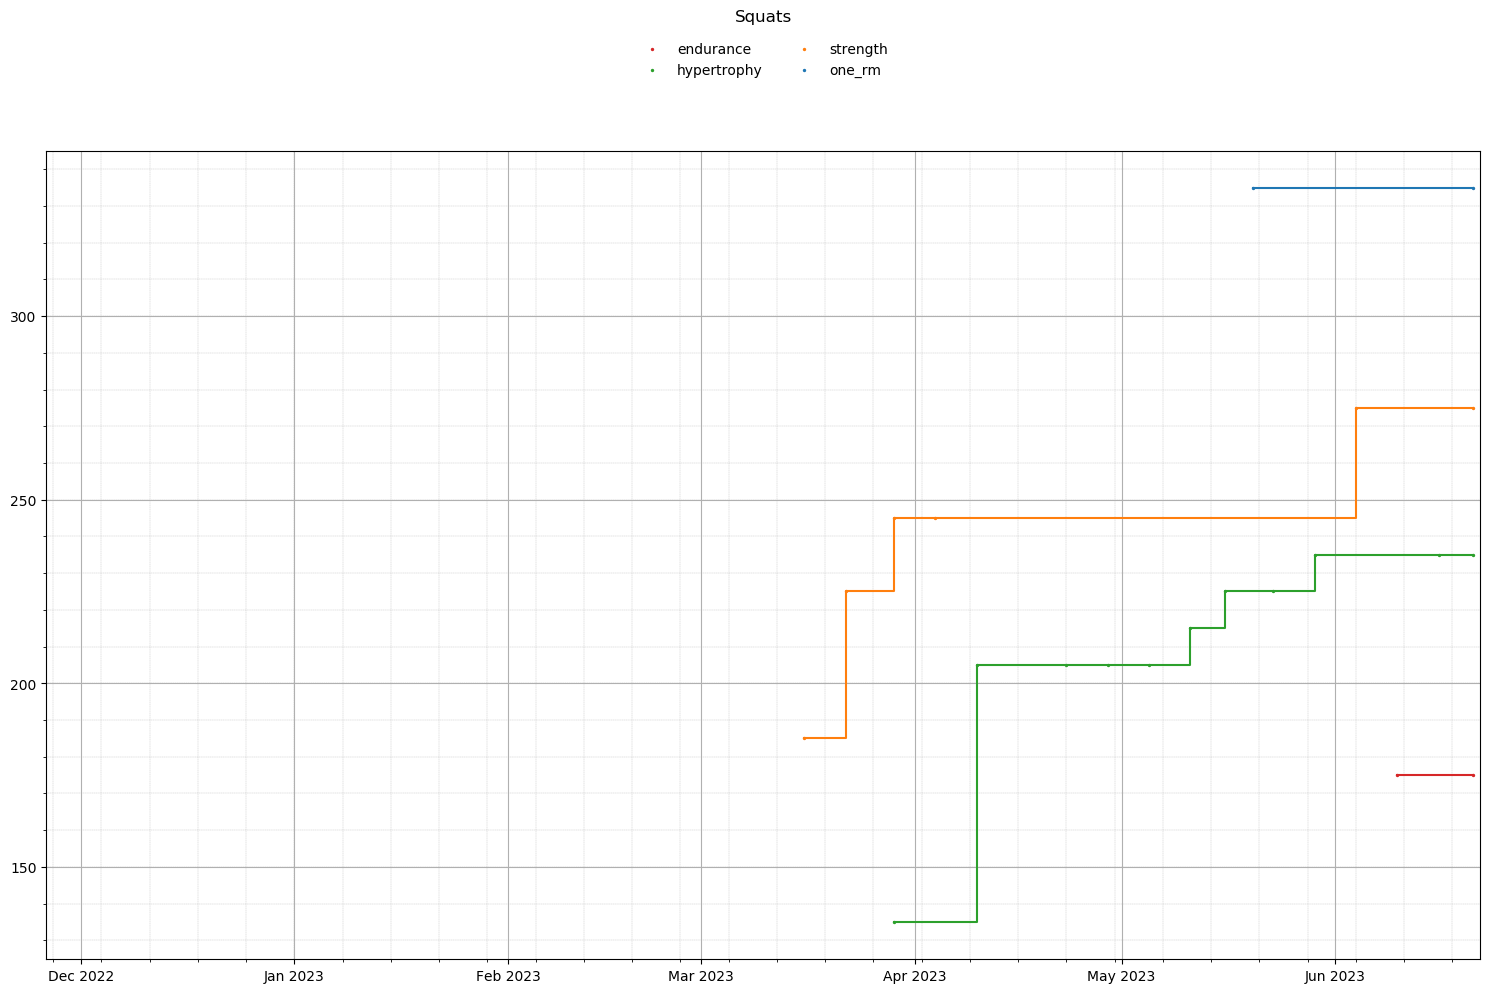 Squats
endurance
hypertrophy
strength
one_rm
300
250
200
150
Dec 2022
Jan 2023
Feb 2023
Mar 2023
Apr 2023
May 2023
Jun 2023